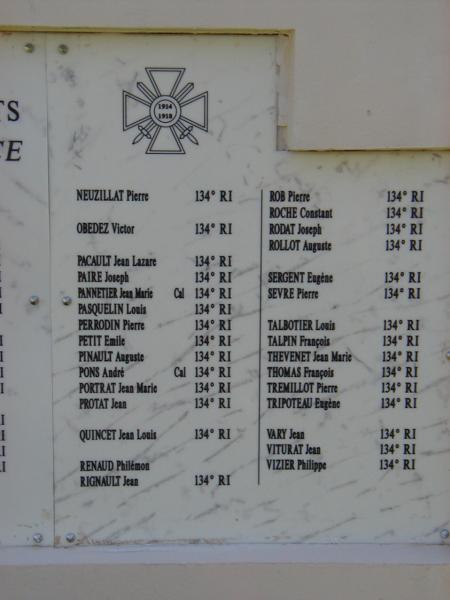 TS
CE
1914
1918
NEUZILLAT Pierre 134° RI
OBEDEZ Victor 134° RI
PACAULT Jean Lazare 134° RI
PAIRE Joseph 134° RI
PANNETIER Jean Marie Cal 134° RI
PASQUELIN Louis 134° RI
PERRODIN Pierre 134° RI
PETIT Emile 134° RI
PINAULT Auguste 134° RI
PONS André Cal 134° RI
PORTRAT Jean Marie 134° RI
PROTAT Jean 134° RI
QUINCET Jean Louis 134° RI
RENAUD Philémon
RIGNAULT Jean 134° RI
ROB Pierre 134° RI
ROCHE Constant 134° RI
RODAT Joseph 134° RI
ROLLOT Auguste 134° RI
SERGENT Eugène 134° RI
SEVRE Pierre 134° RI
TALBOTIER Louis 134° RI
TALPIN François 134° RI
THEVENET Jean Marie 134° RI
THOMAS François 134° RI
TREMILLOT Pierre 134° RI
TRIPOTEAU Eugène 134° RI
VARY Jean 134° RI
VITURAT Jean 134° RI
VIZIER Philippe 134° RI